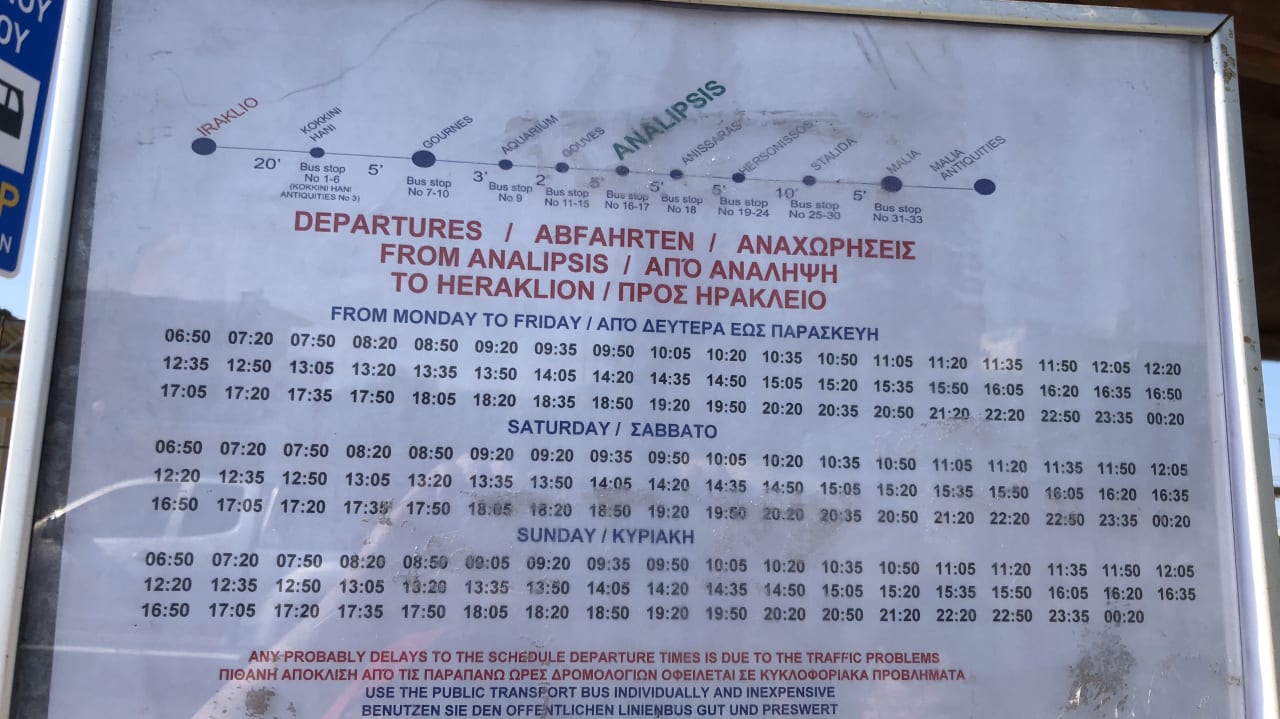 ΟΥ
ΟΥ
P
N
IRAKLIO
KOKKINI
HANI
GOURNES
AQUARIUM
GOUVES
ANALIPSIS
ANISSARAS
HERSONISSOS
STALIDA
MALIA
MALIA
ANTIQUITIES
20' 5' 3' 2' 5' 5' 5' 10' 5'
Bus stop
No 1-6
(KOKKINI HANI
ANTIQUITIES No 3)
Bus stop
No 7-10
Bus stop
No 9
Bus stop
No 11-15
Bus stop
No 16-17
Bus stop
No 18
Bus stop
No 19-24
Bus stop
No 25-30
Bus stop
No 31-33
DEPARTURES / ABFAHRTEN / ΑΝΑΧΩΡΗΣΕΙΣ
FROM ANALIPSIS / ΑΠΌ ΑΝΑΛΗΨΗ
TO HERAKLION / ΠΡΟΣ ΗΡΑΚΛΕΙΟ
FROM MONDAY TO FRIDAY / ΑΠΌ ΔΕΥΤΕΡΑ ΕΩΣ ΠΑΡΑΣΚΕΥΗ
06:50 07:20 07:50 08:20 08:50 09:20 09:35 09:50 10:05 10:20 10:35 10:50 11:05 11:20 11:35 11:50 12:05 12:20
12:35 12:50 13:05 13:20 13:35 13:50 14:05 14:20 14:35 14:50 15:05 15:20 15:35 15:50 16:05 16:20 16:35 16:50
17:05 17:20 17:35 17:50 18:05 18:20 18:35 18:50 19:20 19:50 20:20 20:35 20:50 21:20 22:20 22:50 23:35 00:20
SATURDAY / ΣΑΒΒΑΤΟ
06:50 07:20 07:50 08:20 08:50 09:20 09:20 09:35 09:50 10:05 10:20 10:35 10:50 11:05 11:20 11:35 11:50 12:05
12:20 12:35 12:50 13:05 13:20 13:35 13:50 14:05 14:20 14:35 14:50 15:05 15:20 15:35 15:50 16:05 16:20 16:35
16:50 17:05 17:20 17:35 17:50 18:05 18:20 18:50 19:20 19:50 20:20 20:35 20:50 21:20 22:20 22:50 23:35 00:20
SUNDAY / ΚΥΡΙΑΚΗ
06:50 07:20 07:50 08:20 08:50 09:05 09:20 09:35 09:50 10:05 10:20 10:35 10:50 11:05 11:20 11:35 11:50 12:05
12:20 12:35 12:50 13:05 13:20 13:35 13:50 14:05 14:20 14:35 14:50 15:05 15:20 15:35 15:50 16:05 16:20 16:35
16:50 17:05 17:20 17:35 17:50 18:05 18:20 18:50 19:20 19:50 20:20 20:50 21:20 22:20 22:50 23:35 00:20
ANY PROBABLY DELAYS TO THE SCHEDULE DEPARTURE TIMES IS DUE TO THE TRAFFIC PROBLEMS
ΠΙΘΑΝΗ ΑΠΟΚΛΙΣΗ ΑΠΌ ΤΙΣ ΠΑΡΑΠΑΝΩ ΩΡΕΣ ΔΡΟΜΟΛΟΓΙΩΝ ΟΦΕΙΛΕΤΑΙ ΣΕ ΚΥΚΛΟΦΟΡΙΑΚΑ ΠΡΟΒΛΗΜΑΤΑ
USE THE PUBLIC TRANSPORT BUS INDIVIDUALLY AND INEXPENSIVE
BENUTZEN SIE DEN OFFENTLICHEN LINIENBUS GUT UND PRESWERT